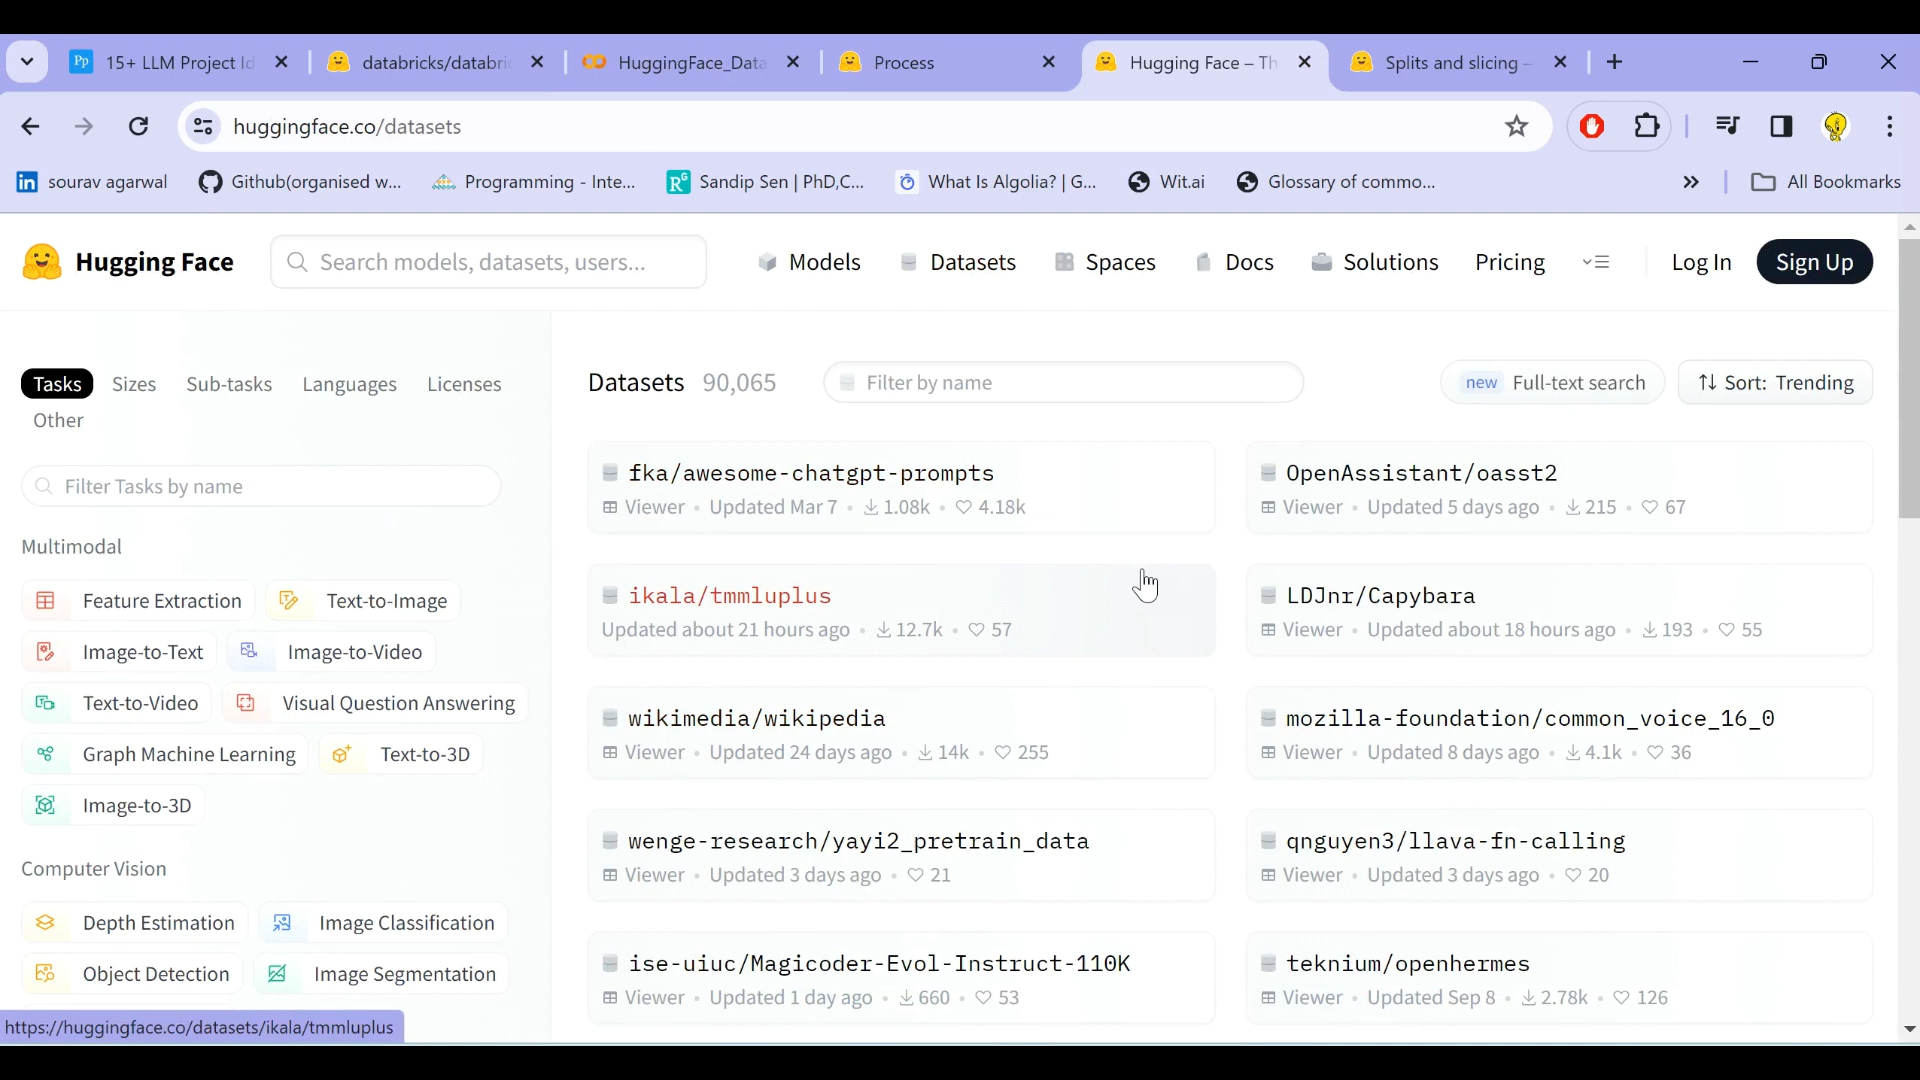 15+ LLM Project Id
databricks/databric
HuggingFace_Data
Process
Hugging Face – Th
Splits and slicing –
huggingface.co/datasets
sourav agarwal
Github(organised w...
Programming - Inte...
Sandip Sen | PhD,C...
What Is Algolia? | G...
Wit.ai
Glossary of commo...
All Bookmarks
Hugging Face
Search models, datasets, users...
Models
Datasets
Spaces
Docs
Solutions
Pricing
Log In
Sign Up
Tasks
Sizes
Sub-tasks
Languages
Licenses
Other
Filter Tasks by name
Multimodal
Feature Extraction
Text-to-Image
Image-to-Text
Image-to-Video
Text-to-Video
Visual Question Answering
Graph Machine Learning
Text-to-3D
Image-to-3D
Computer Vision
Depth Estimation
Image Classification
Object Detection
Image Segmentation
https://huggingface.co/datasets/ikala/tmmluplus
Datasets 90,065
Filter by name
new Full-text search
Sort: Trending
fka/awesome-chatgpt-prompts
Viewer • Updated Mar 7 • 1.08k • 4.18k
OpenAssistant/oasst2
Viewer • Updated 5 days ago • 215 • 67
ikala/tmmluplus
Updated about 21 hours ago • 12.7k • 57
LDJnr/Capybara
Viewer • Updated about 18 hours ago • 193 • 55
wikimedia/wikipedia
Viewer • Updated 24 days ago • 14k • 255
mozilla-foundation/common_voice_16_0
Viewer • Updated 8 days ago • 4.1k • 36
wenge-research/yayi2_pretrain_data
Viewer • Updated 3 days ago • 21
qnguyen3/llava-fn-calling
Viewer • Updated 3 days ago • 20
ise-uiuc/Magicoder-Evol-Instruct-110K
Viewer • Updated 1 day ago • 660 • 53
teknium/openhermes
Viewer • Updated Sep 8 • 2.78k • 126